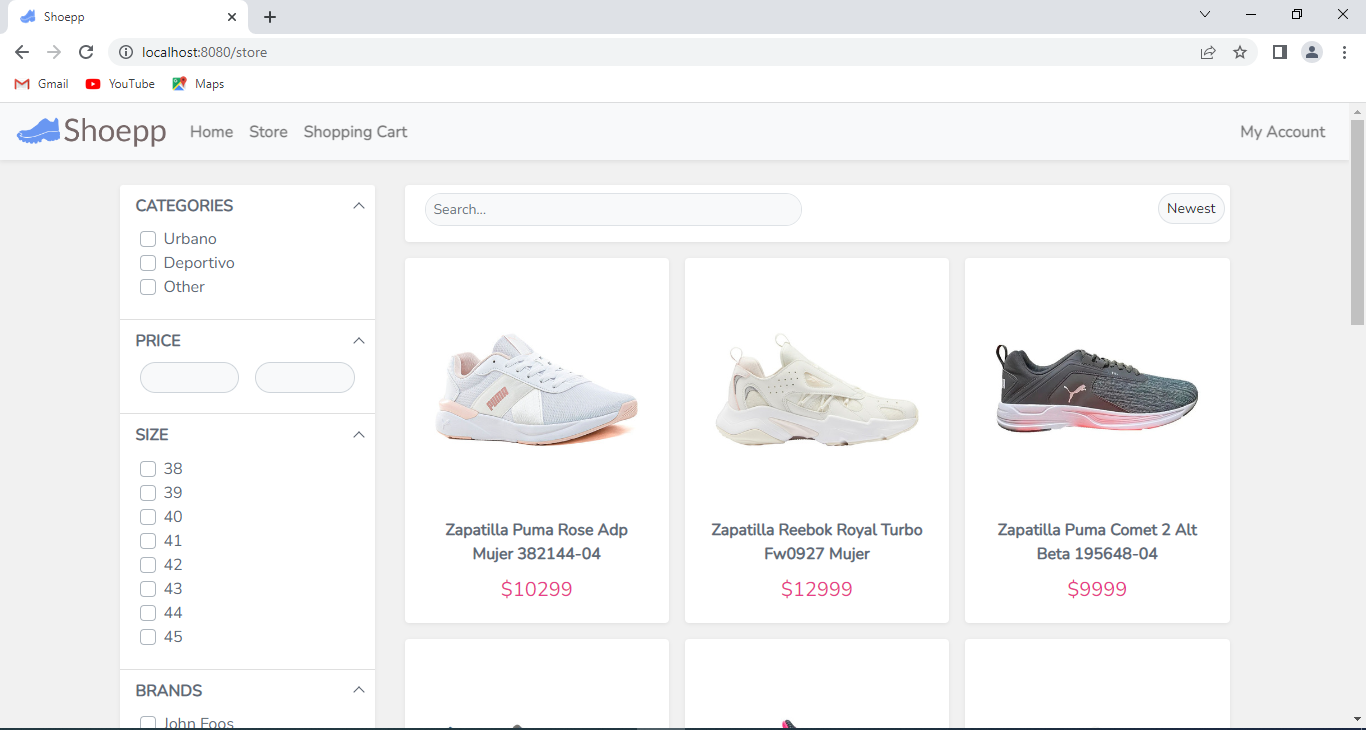 Shoepp
localhost:8080/store
Gmail
YouTube
Maps
Shoepp
Home
Store
Shopping Cart
My Account
CATEGORIES
Urbano
Deportivo
Other
PRICE
SIZE
38
39
40
41
42
43
44
45
BRANDS
John Foos
Search...
Newest
PUMA
Zapatilla Puma Rose Adp
Mujer 382144-04
$10299
Zapatilla Reebok Royal Turbo
Fw0927 Mujer
$12999
Zapatilla Puma Comet 2 Alt
Beta 195648-04
$9999